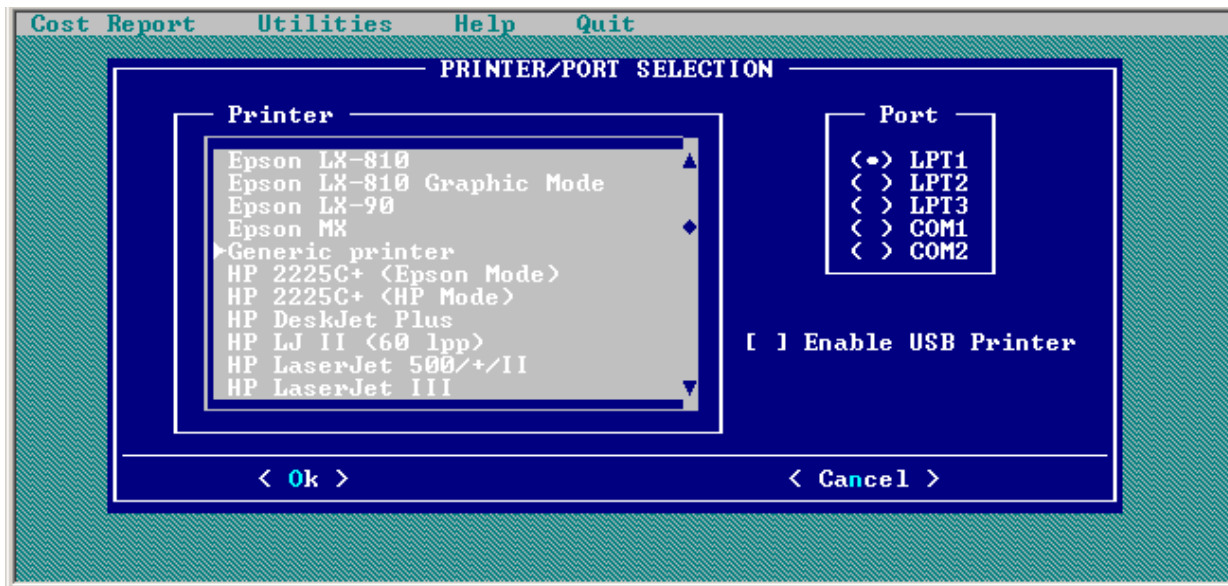 Cost Report Utilities Help Quit
PRINTER/PORT SELECTION
Printer
Epson LX-810
Epson LX-810 Graphic Mode
Epson LX-90
Epson MX
Generic printer
HP 2225C+ (Epson Mode)
HP 2225C+ (HP Mode)
HP DeskJet Plus
HP LJ II (60 lpp)
HP LaserJet 500/+/II
HP LaserJet III
Port
(•) LPT1
( ) LPT2
( ) LPT3
( ) COM1
( ) COM2
[ ] Enable USB Printer
< Ok > < Cancel >